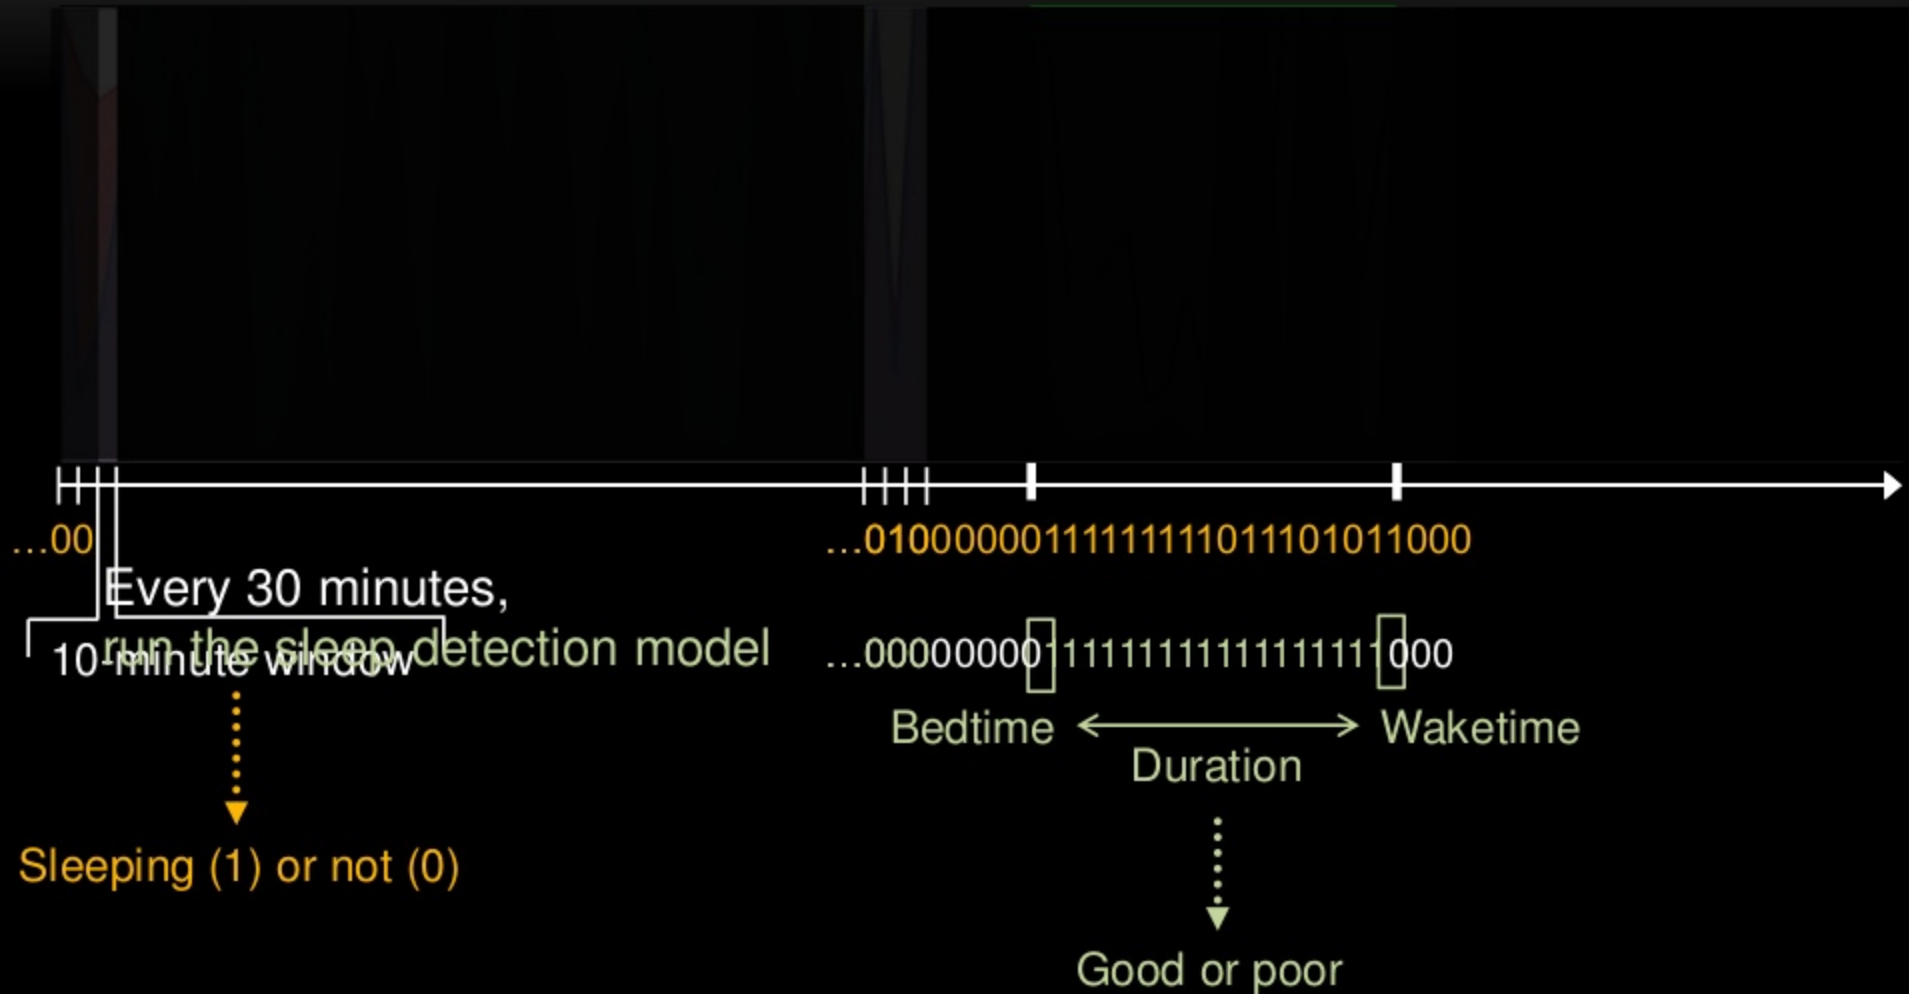 ...00
...01000000111111111011101011000
Every 30 minutes,
run the sleep detection model
10-minute window
...00000000111111111111111111000
Bedtime
Waketime
Duration
Sleeping (1) or not (0)
Good or poor